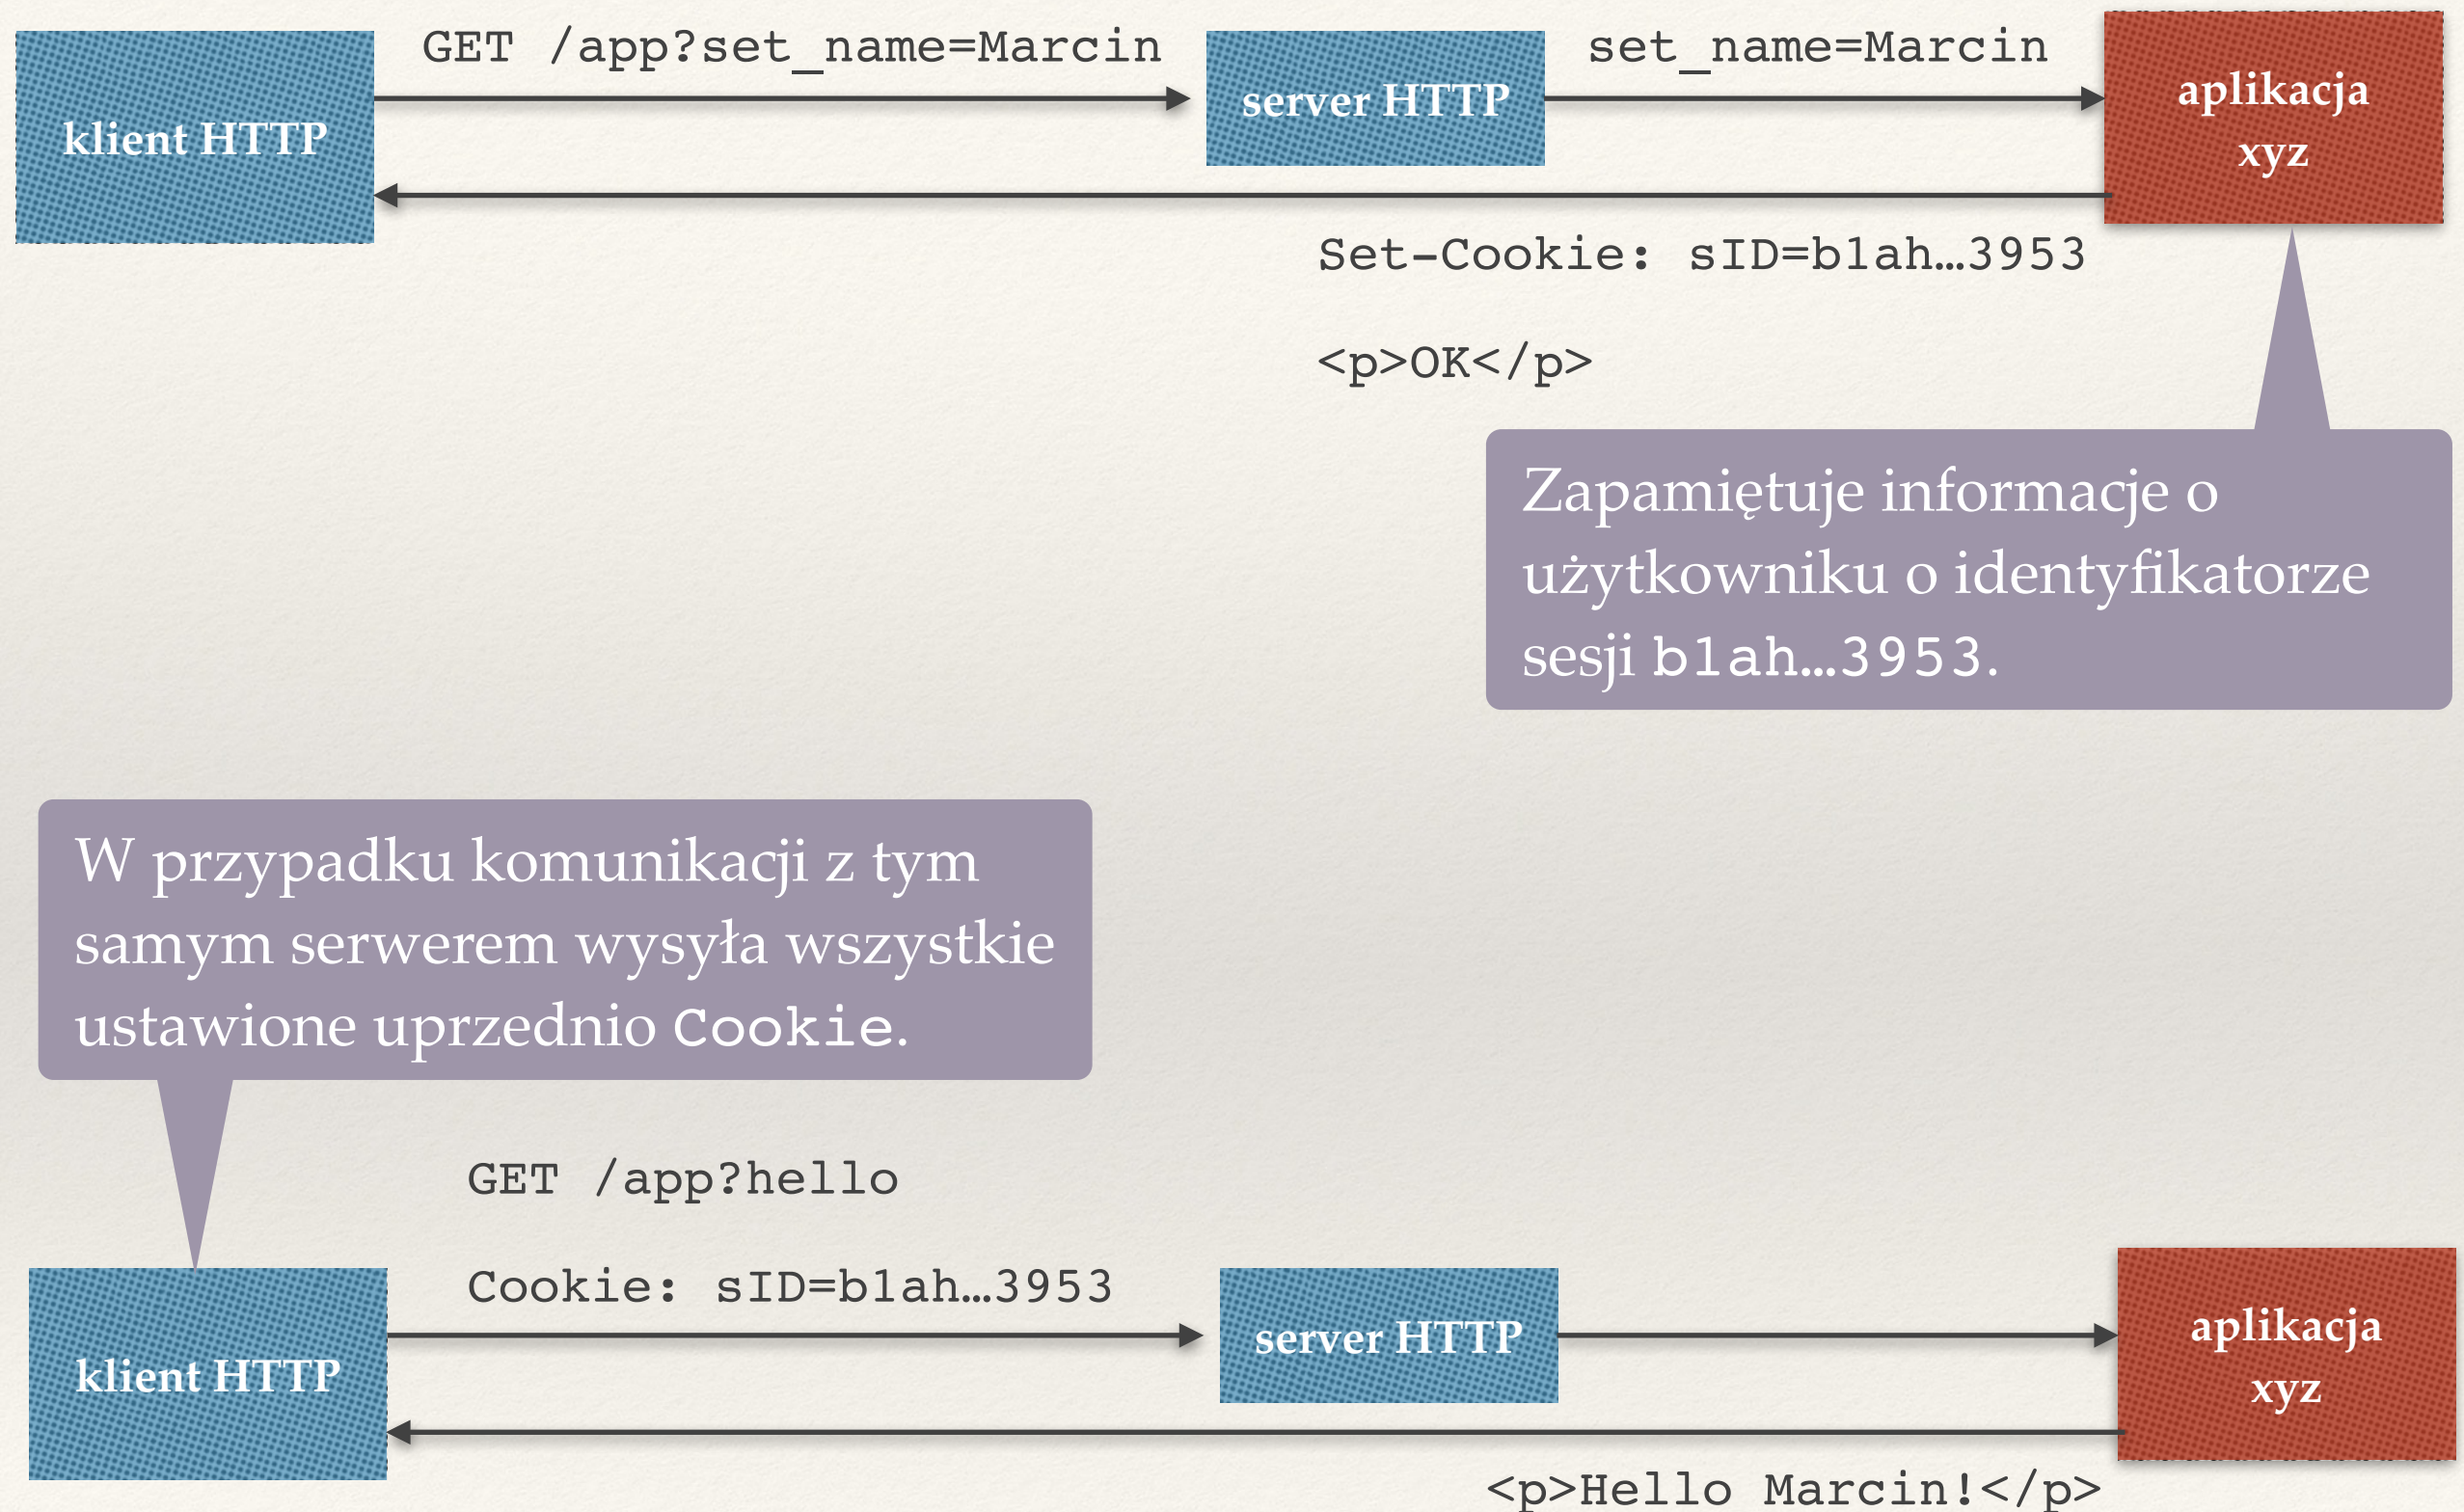 GET /app?set_name=Marcin
set_name=Marcin
klient HTTP
server HTTP
aplikacja
xyz
Set-Cookie: sID=b1ah…3953
<p>OK</p>
Zapamiętuje informacje o
użytkowniku o identyfikatorze
sesji b1ah…3953.
W przypadku komunikacji z tym
samym serwerem wysyła wszystkie
ustawione uprzednio Cookie.
GET /app?hello
Cookie: sID=b1ah…3953
klient HTTP
server HTTP
aplikacja
xyz
<p>Hello Marcin!</p>